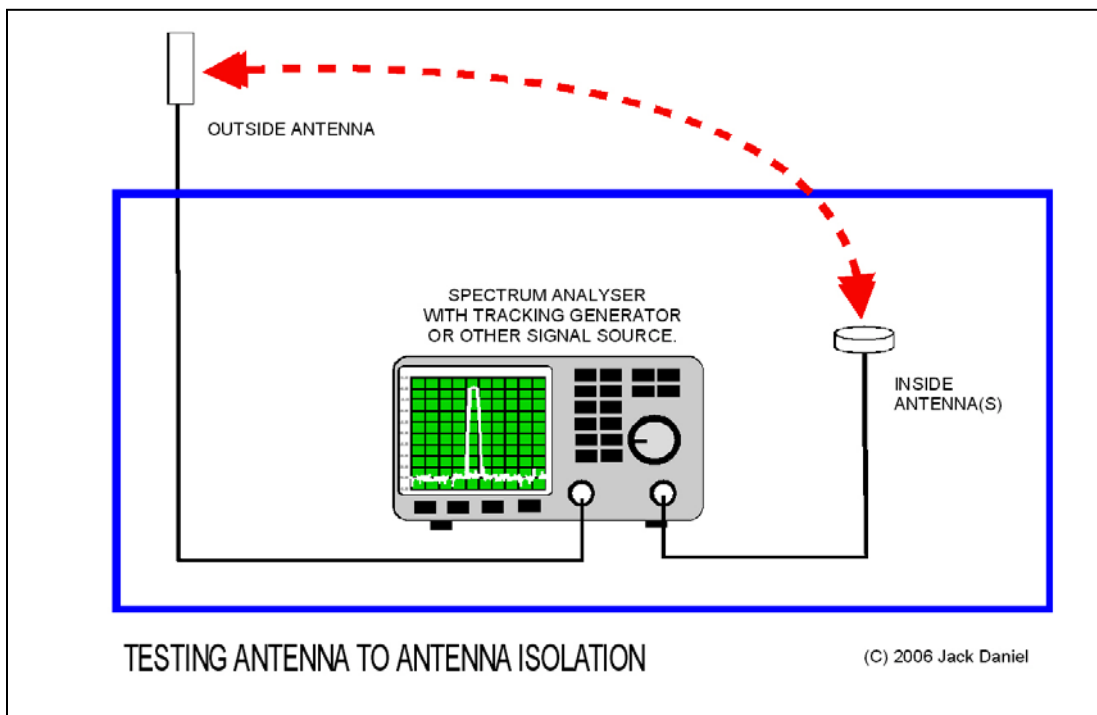 OUTSIDE ANTENNA
SPECTRUM ANALYSER
WITH TRACKING GENERATOR
OR OTHER SIGNAL SOURCE.
INSIDE
ANTENNA(S)
TESTING ANTENNA TO ANTENNA ISOLATION
(C) 2006 Jack Daniel